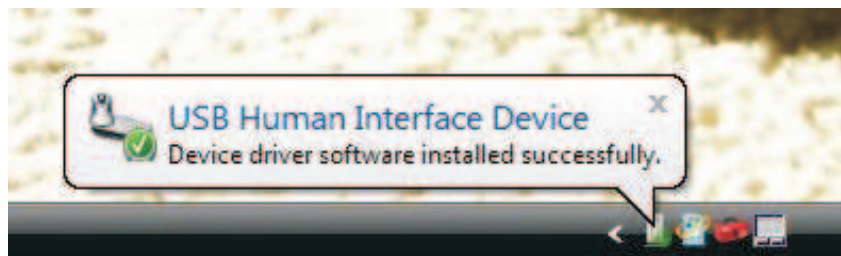 USB Human Interface Device
Device driver software installed successfully.